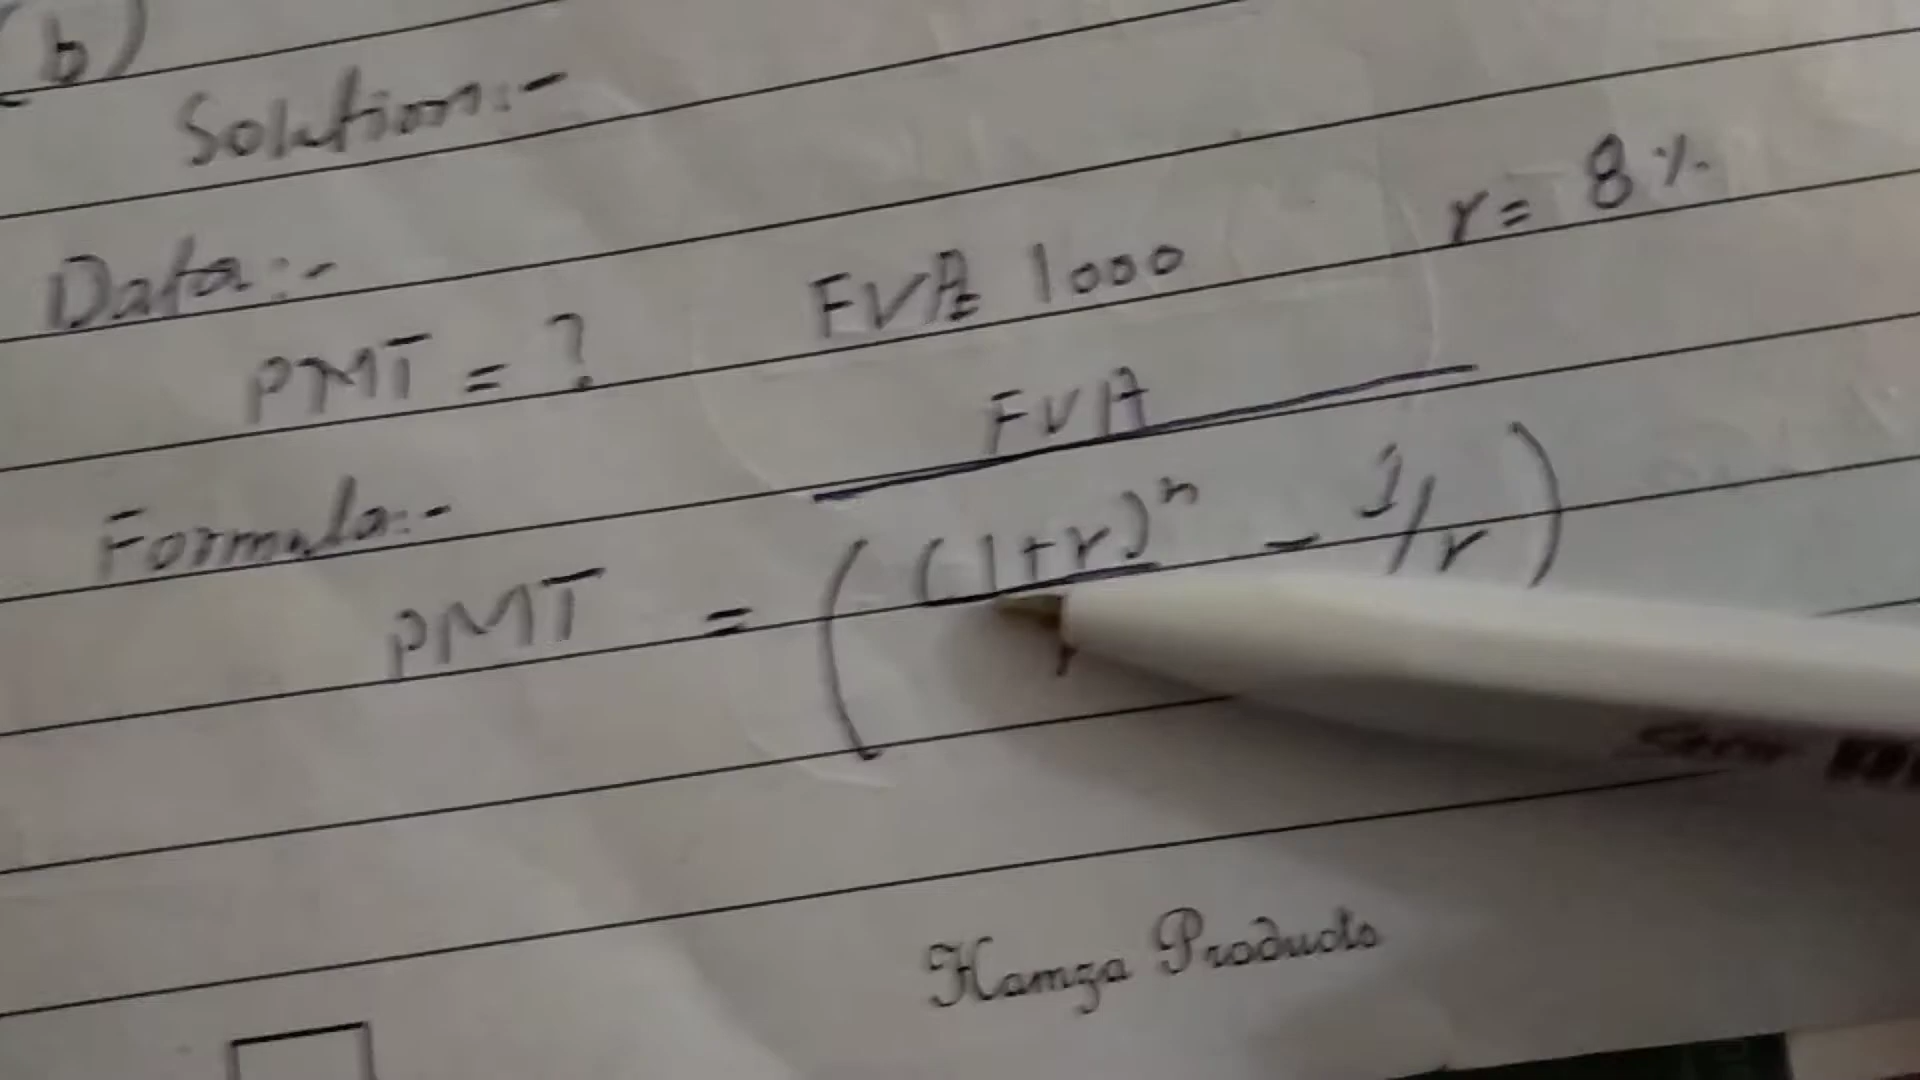 (b)
Solution:-
Data:-
PMT = ? FVA= 1000 r = 8%
Formula:-
FVA
PMT = ( (1+r)^n / r - 1/r )
Hamza Products